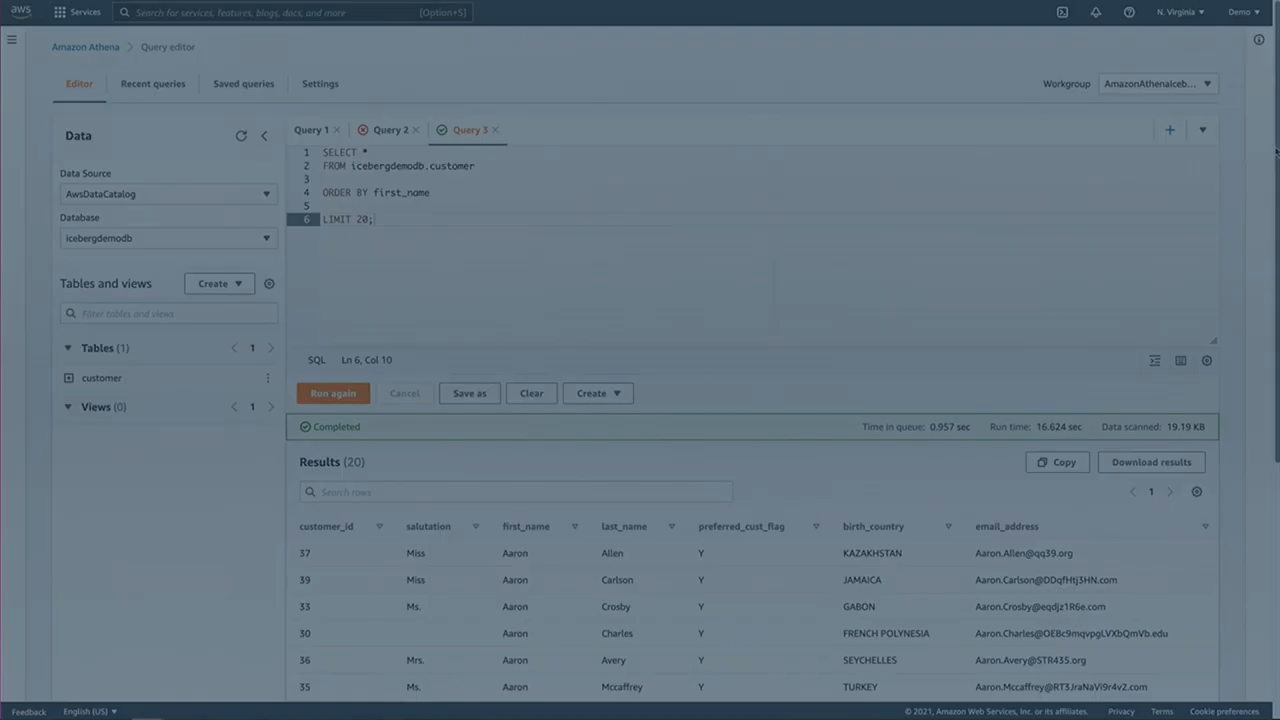 aws Services Search for services, features, blogs, docs, and more [Option+S] N. Virginia Demo
Amazon Athena Query editor
Editor Recent queries Saved queries Settings Workgroup AmazonAthenaIceb...
Data
Data Source
AwsDataCatalog
Database
icebergdemodb
Tables and views Create
Filter tables and views
Tables (1) 1
customer
Views (0) 1
Query 1 Query 2 Query 3
1 SELECT *
2 FROM icebergdemodb.customer
3
4 ORDER BY first_name
5
6 LIMIT 20;
SQL Ln 6, Col 10
Run again Cancel Save as Clear Create
Completed Time in queue: 0.957 sec Run time: 16.624 sec Data scanned: 19.19 KB
Results (20) Copy Download results
Search rows 1
customer_id salutation first_name last_name preferred_cust_flag birth_country email_address
37 Miss Aaron Allen Y KAZAKHSTAN Aaron.Allen@qq39.org
39 Miss Aaron Carlson Y JAMAICA Aaron.Carlson@DDqfHtj3HN.com
33 Ms. Aaron Crosby Y GABON Aaron.Crosby@eqdjz1R6e.com
30 Aaron Charles Y FRENCH POLYNESIA Aaron.Charles@OEBc9mqvpgLVXbQmVb.edu
36 Mrs. Aaron Avery Y SEYCHELLES Aaron.Avery@STR435.org
35 Ms. Aaron Mccaffrey Y TURKEY Aaron.Mccaffrey@RT3JraNaVi9r4v2.com
Feedback English (US) © 2021, Amazon Web Services, Inc. or its affiliates. Privacy Terms Cookie preferences